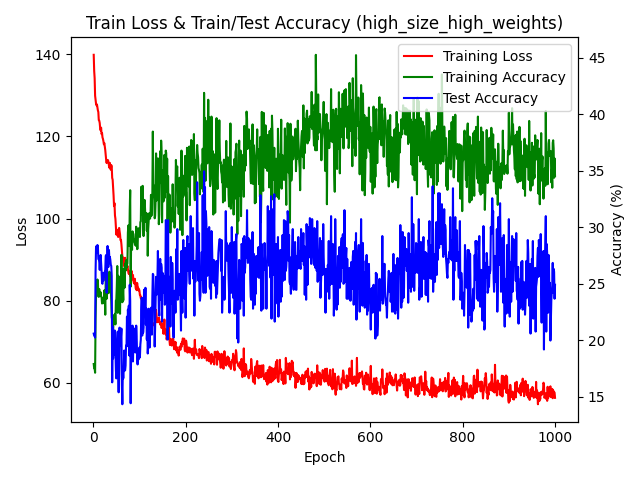 Train Loss & Train/Test Accuracy (high_size_high_weights)
Training Loss
Training Accuracy
Test Accuracy
Loss
140
120
100
80
60
Accuracy (%)
45
40
35
30
25
20
15
0
200
400
600
800
1000
Epoch